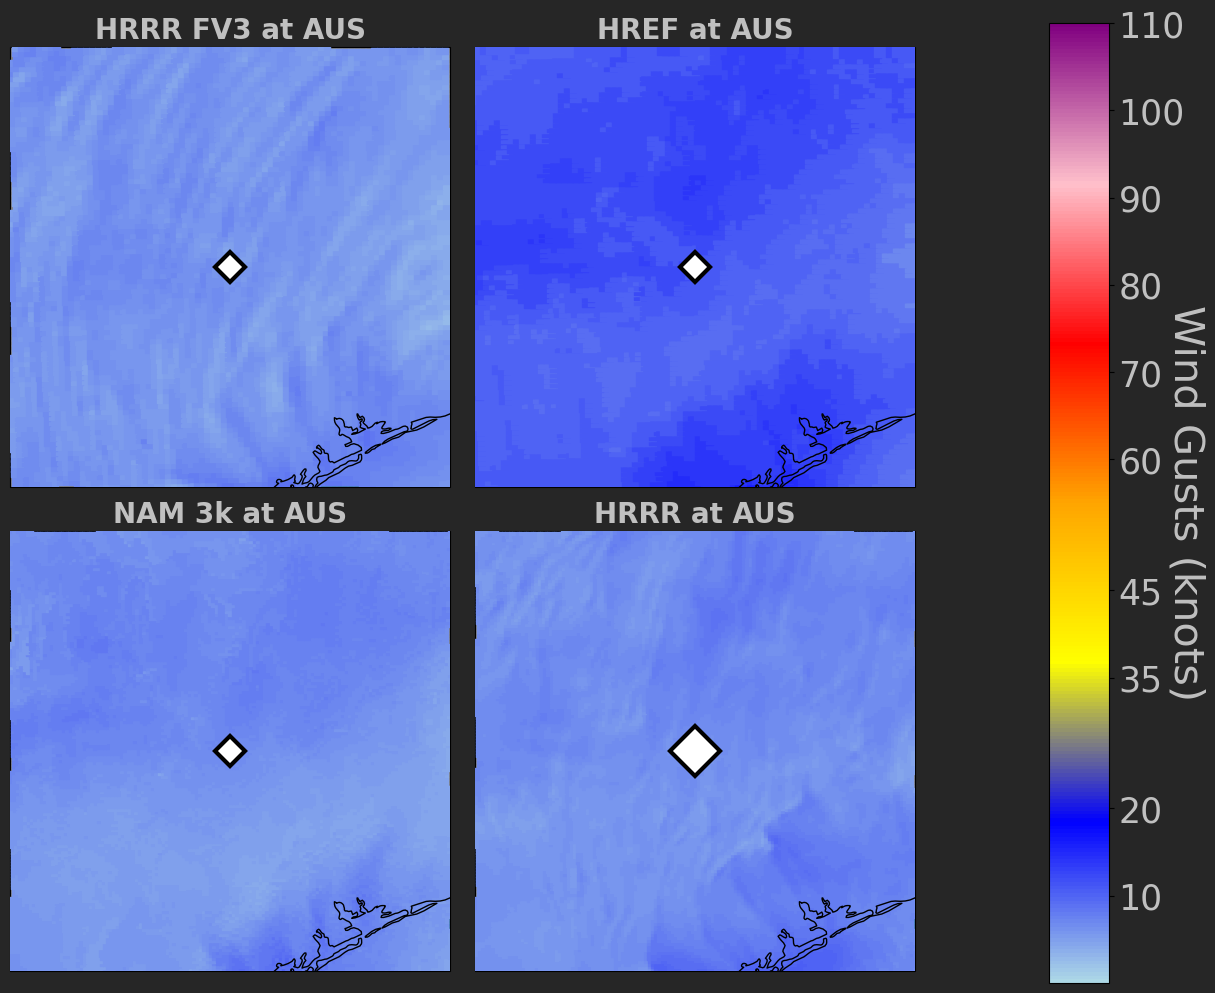 HRRR FV3 at AUS
HREF at AUS
NAM 3k at AUS
HRRR at AUS
110
100
90
80
70
60
45
35
20
10
Wind Gusts (knots)